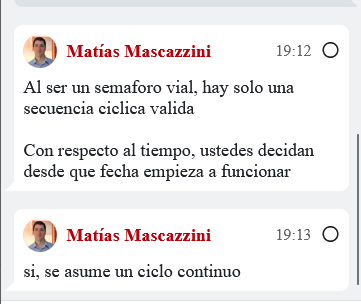 Matías Mascazzini 19:12
Al ser un semaforo vial, hay solo una
secuencia ciclica valida
Con respecto al tiempo, ustedes decidan
desde que fecha empieza a funcionar
Matías Mascazzini 19:13
si, se asume un ciclo continuo